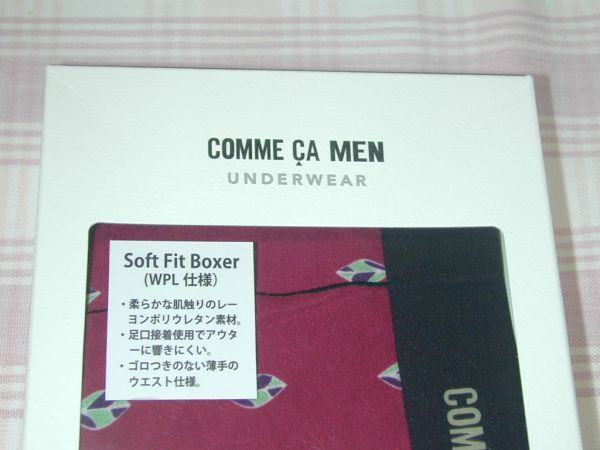 COMME ÇA MEN
UNDERWEAR
Soft Fit Boxer
(WPL 仕様)
・柔らかな肌触りのレー
ヨンポリウレタン素材。
・足口接着使用でアウタ
ーに響きにくい。
・ゴロつきのない薄手の
ウエスト仕様。
COM